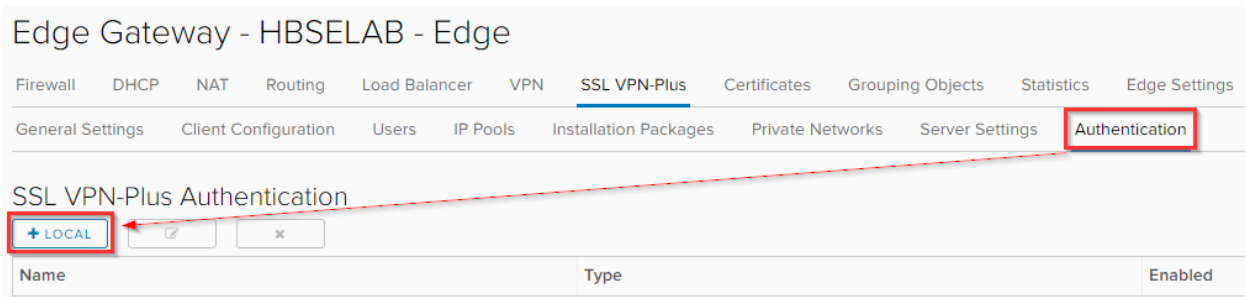 Edge Gateway - HBSELAB - Edge
Firewall DHCP NAT Routing Load Balancer VPN SSL VPN-Plus Certificates Grouping Objects Statistics Edge Settings
General Settings Client Configuration Users IP Pools Installation Packages Private Networks Server Settings Authentication
SSL VPN-Plus Authentication
+ LOCAL
Name Type Enabled